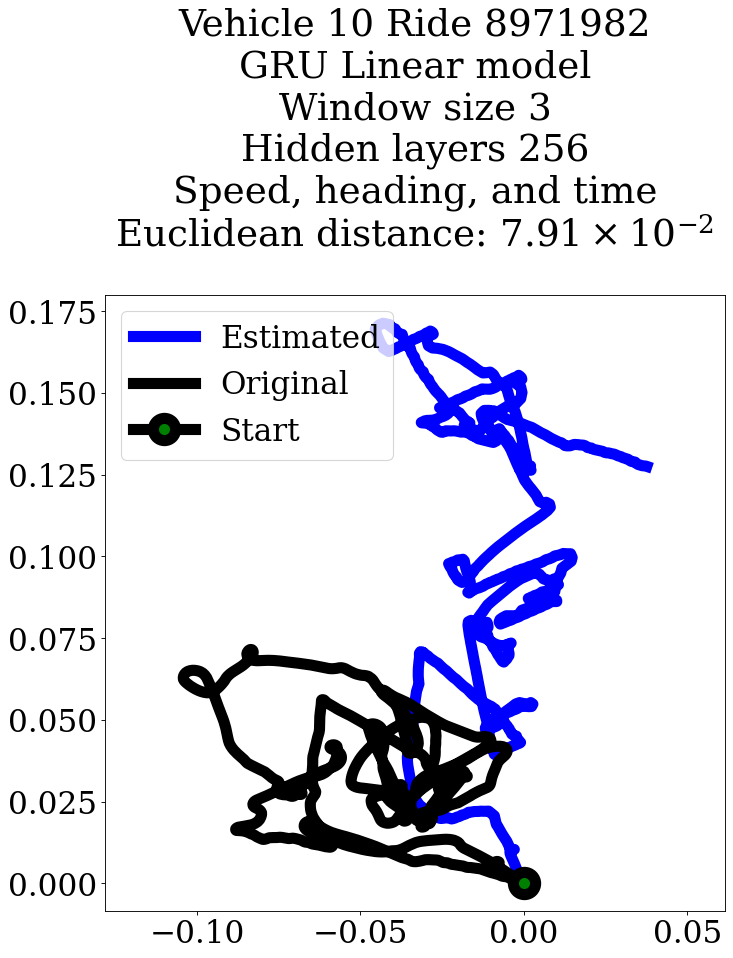 Vehicle 10 Ride 8971982
GRU Linear model
Window size 3
Hidden layers 256
Speed, heading, and time
Euclidean distance: 7.91 × 10⁻²
0.175
Estimated
0.150
Original
Start
0.125
0.100
0.075
0.050
0.025
0.000
−0.10 −0.05 0.00 0.05